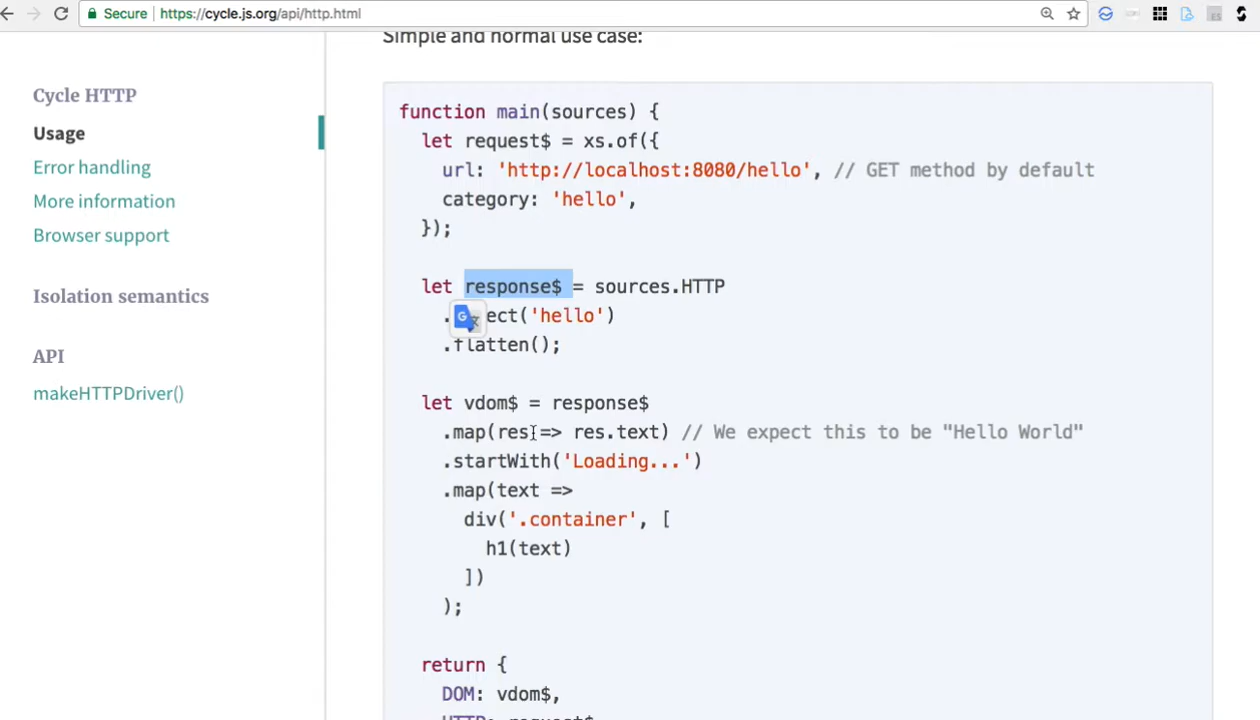 Secure https://cycle.js.org/api/http.html
Cycle HTTP
Usage
Error handling
More information
Browser support
Isolation semantics
API
makeHTTPDriver()
Simple and normal use case:
function main(sources) {
let request$ = xs.of({
url: 'http://localhost:8080/hello', // GET method by default
category: 'hello',
});
let response$ = sources.HTTP
. ect('hello')
.flatten();
let vdom$ = response$
.map(res => res.text) // We expect this to be "Hello World"
.startWith('Loading...')
.map(text =>
div('.container', [
h1(text)
])
);
return {
DOM: vdom$,
HTTP: request$